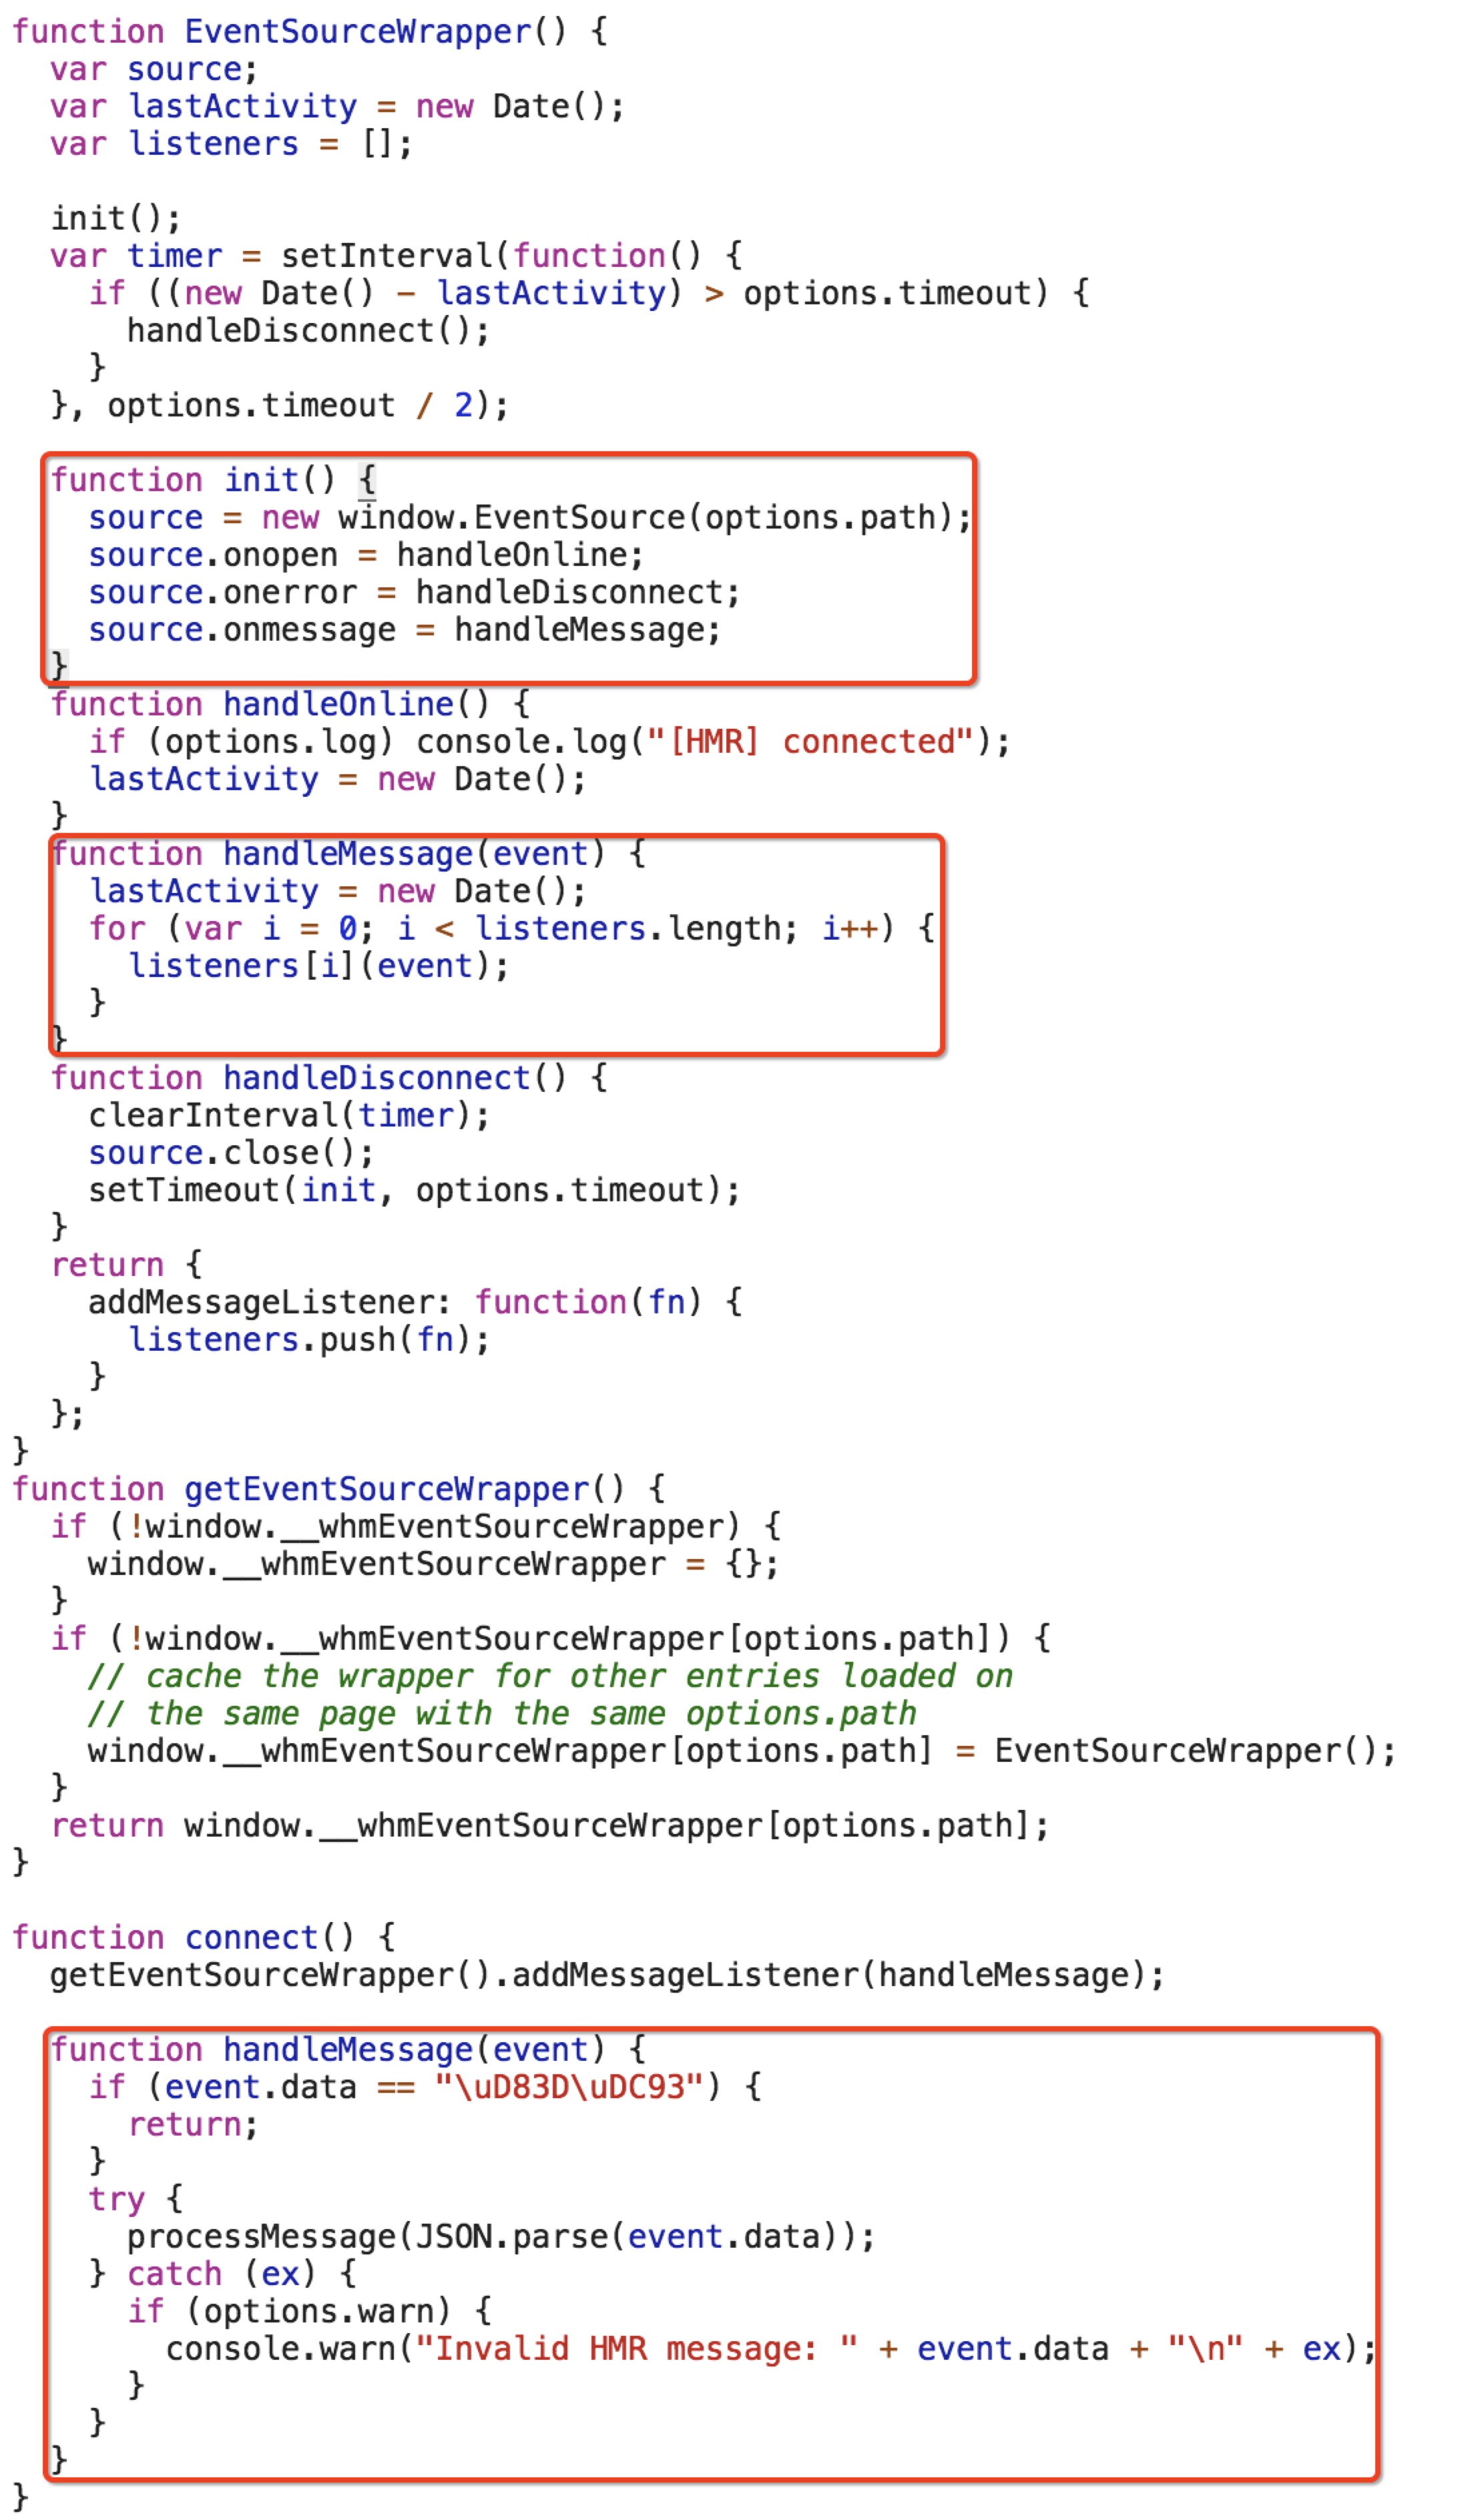 function EventSourceWrapper() {
  var source;
  var lastActivity = new Date();
  var listeners = [];

  init();
  var timer = setInterval(function() {
    if ((new Date() - lastActivity) > options.timeout) {
      handleDisconnect();
    }
  }, options.timeout / 2);

  function init() {
    source = new window.EventSource(options.path);
    source.onopen = handleOnline;
    source.onerror = handleDisconnect;
    source.onmessage = handleMessage;
  }
  function handleOnline() {
    if (options.log) console.log("[HMR] connected");
    lastActivity = new Date();
  }
  function handleMessage(event) {
    lastActivity = new Date();
    for (var i = 0; i < listeners.length; i++) {
      listeners[i](event);
    }
  }
  function handleDisconnect() {
    clearInterval(timer);
    source.close();
    setTimeout(init, options.timeout);
  }
  return {
    addMessageListener: function(fn) {
      listeners.push(fn);
    }
  };
}
function getEventSourceWrapper() {
  if (!window.__whmEventSourceWrapper) {
    window.__whmEventSourceWrapper = {};
  }
  if (!window.__whmEventSourceWrapper[options.path]) {
    // cache the wrapper for other entries loaded on
    // the same page with the same options.path
    window.__whmEventSourceWrapper[options.path] = EventSourceWrapper();
  }
  return window.__whmEventSourceWrapper[options.path];
}

function connect() {
  getEventSourceWrapper().addMessageListener(handleMessage);

  function handleMessage(event) {
    if (event.data == "\uD83D\uDC93") {
      return;
    }
    try {
      processMessage(JSON.parse(event.data));
    } catch (ex) {
      if (options.warn) {
        console.warn("Invalid HMR message: " + event.data + "\n" + ex);
      }
    }
  }
}